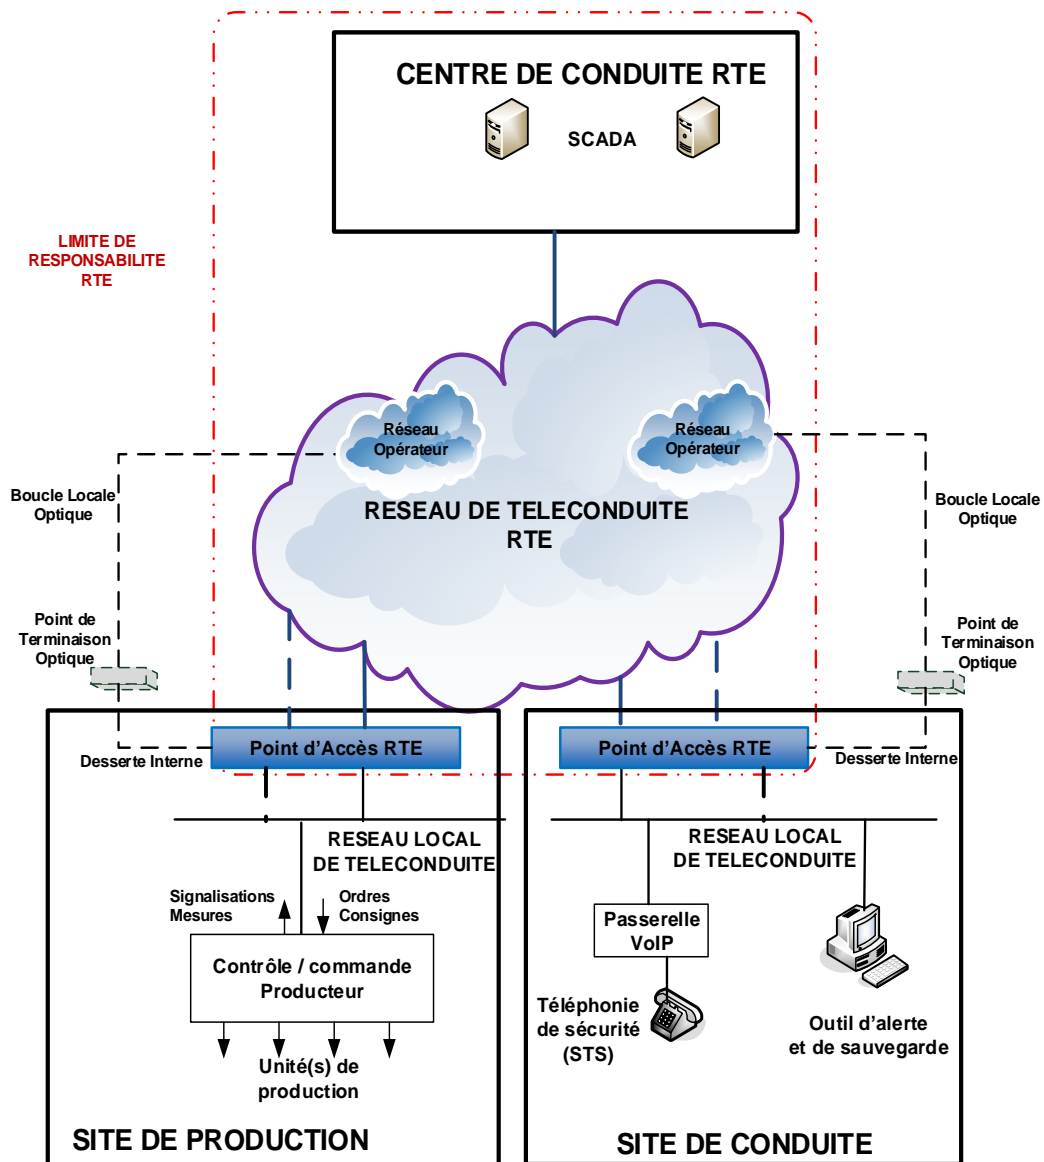 CENTRE DE CONDUITE RTE
SCADA
LIMITE DE
RESPONSABILITE
RTE
Réseau
Opérateur
Réseau
Opérateur
Boucle Locale
Optique
Boucle Locale
Optique
RESEAU DE TELECONDUITE
RTE
Point de
Terminaison
Optique
Point de
Terminaison
Optique
Point d'Accès RTE
Point d'Accès RTE
Desserte Interne
Desserte Interne
RESEAU LOCAL
DE TELECONDUITE
RESEAU LOCAL
DE TELECONDUITE
Signalisations
Mesures
Ordres
Consignes
Contrôle / commande
Producteur
Unité(s) de
production
Passerelle
VoIP
Téléphonie
de sécurité
(STS)
Outil d'alerte
et de sauvegarde
SITE DE PRODUCTION
SITE DE CONDUITE